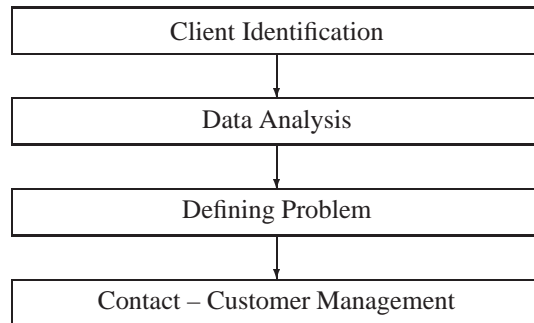 Client Identification
Data Analysis
Defining Problem
Contact – Customer Management